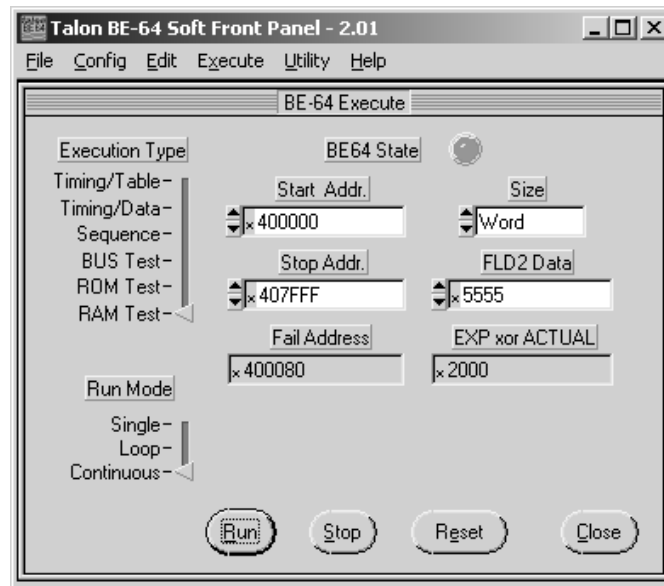 Talon BE-64 Soft Front Panel - 2.01
File Config Edit Execute Utility Help
BE-64 Execute
Execution Type
Timing/Table
Timing/Data
Sequence
BUS Test
ROM Test
RAM Test
Run Mode
Single
Loop
Continuous
BE64 State
Start Addr.
x 400000
Size
Word
Stop Addr.
x 407FFF
FLD2 Data
x 5555
Fail Address
x 400080
EXP xor ACTUAL
x 2000
Run Stop Reset Close